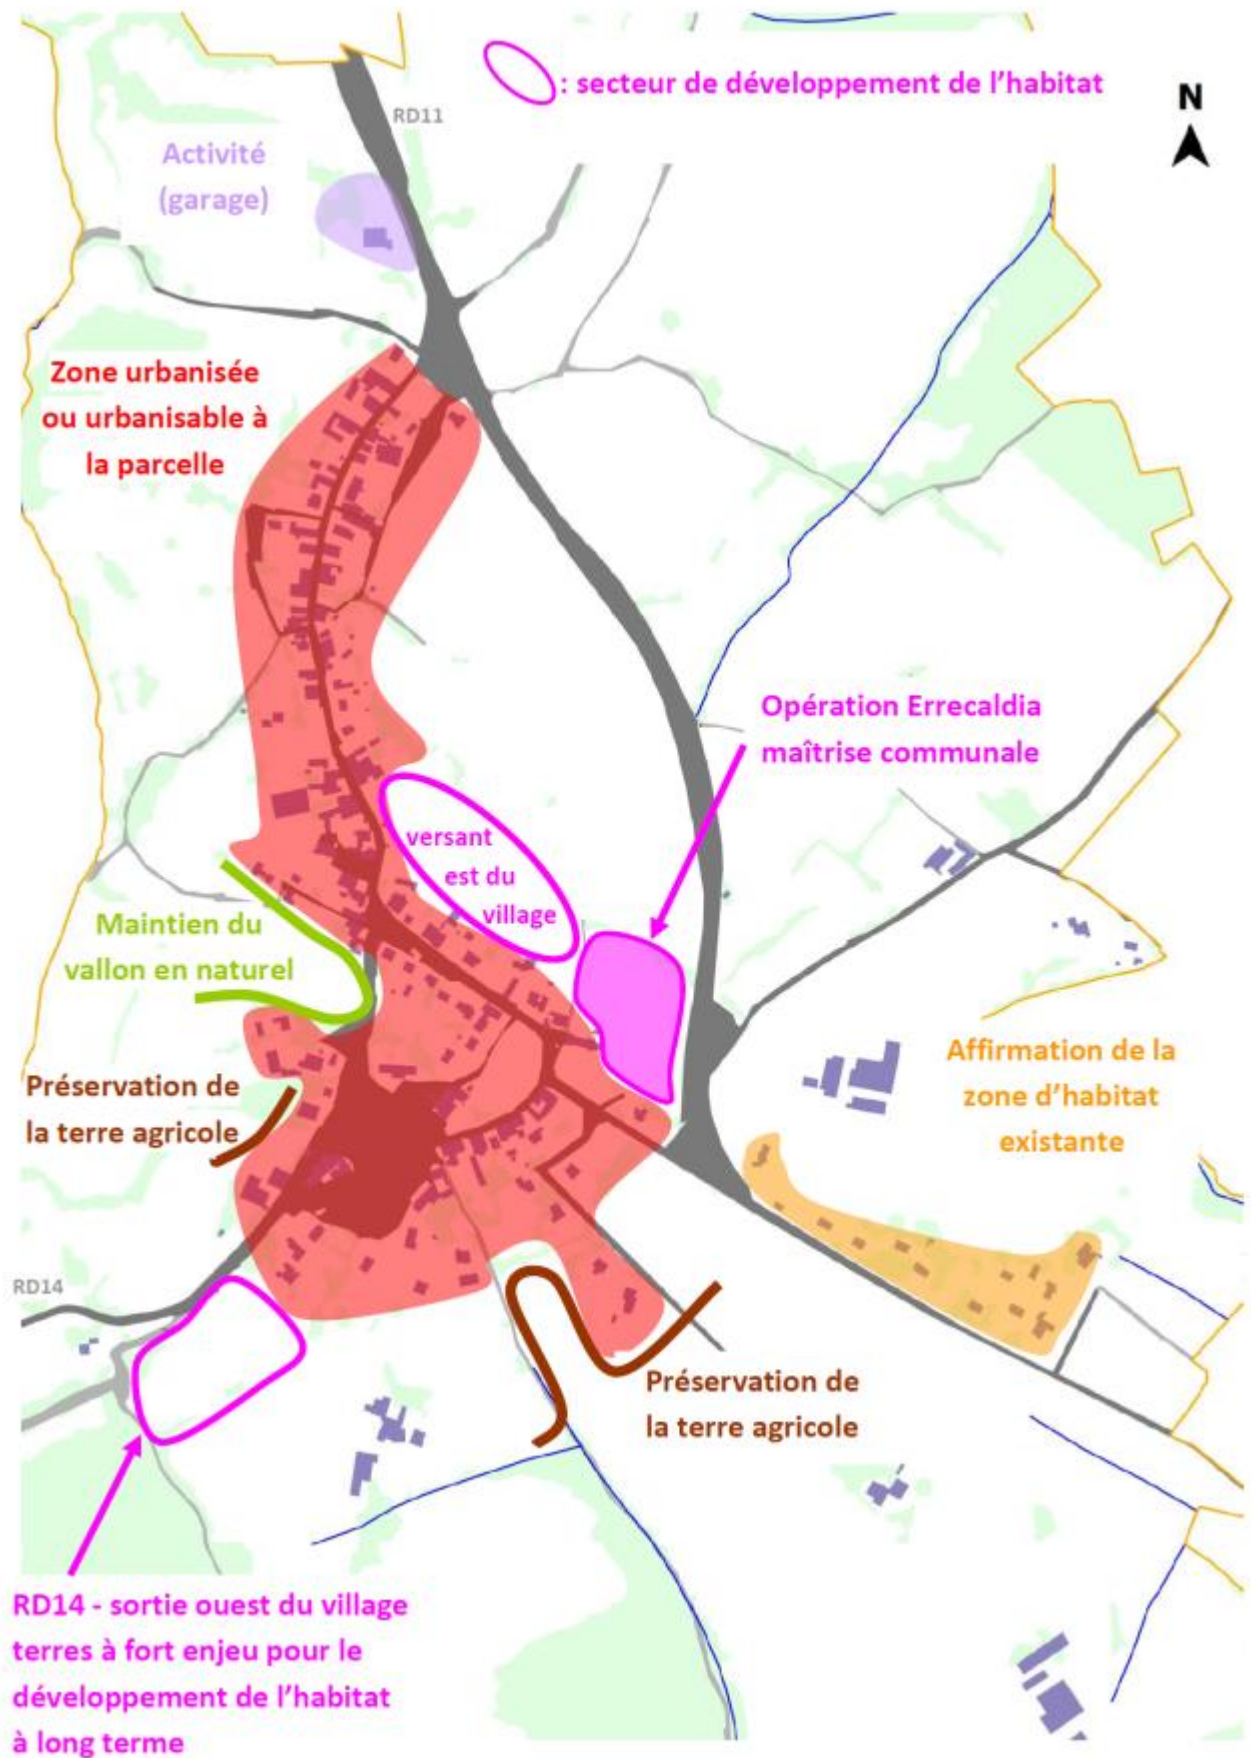 : secteur de développement de l'habitat
N
RD11
Activité
(garage)
Zone urbanisée
ou urbanisable à
la parcelle
Opération Errecaldia
maîtrise communale
versant
est du
village
Maintien du
vallon en naturel
Affirmation de la
zone d'habitat
existante
Préservation de
la terre agricole
RD14
Préservation de
la terre agricole
RD14 - sortie ouest du village
terres à fort enjeu pour le
développement de l'habitat
à long terme